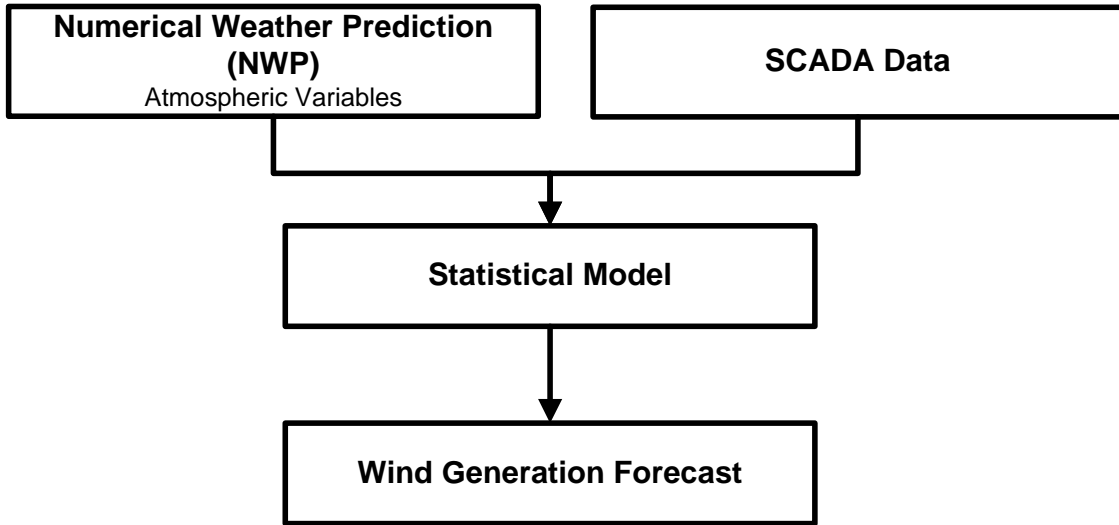 Numerical Weather Prediction
(NWP)
Atmospheric Variables
SCADA Data
Statistical Model
Wind Generation Forecast